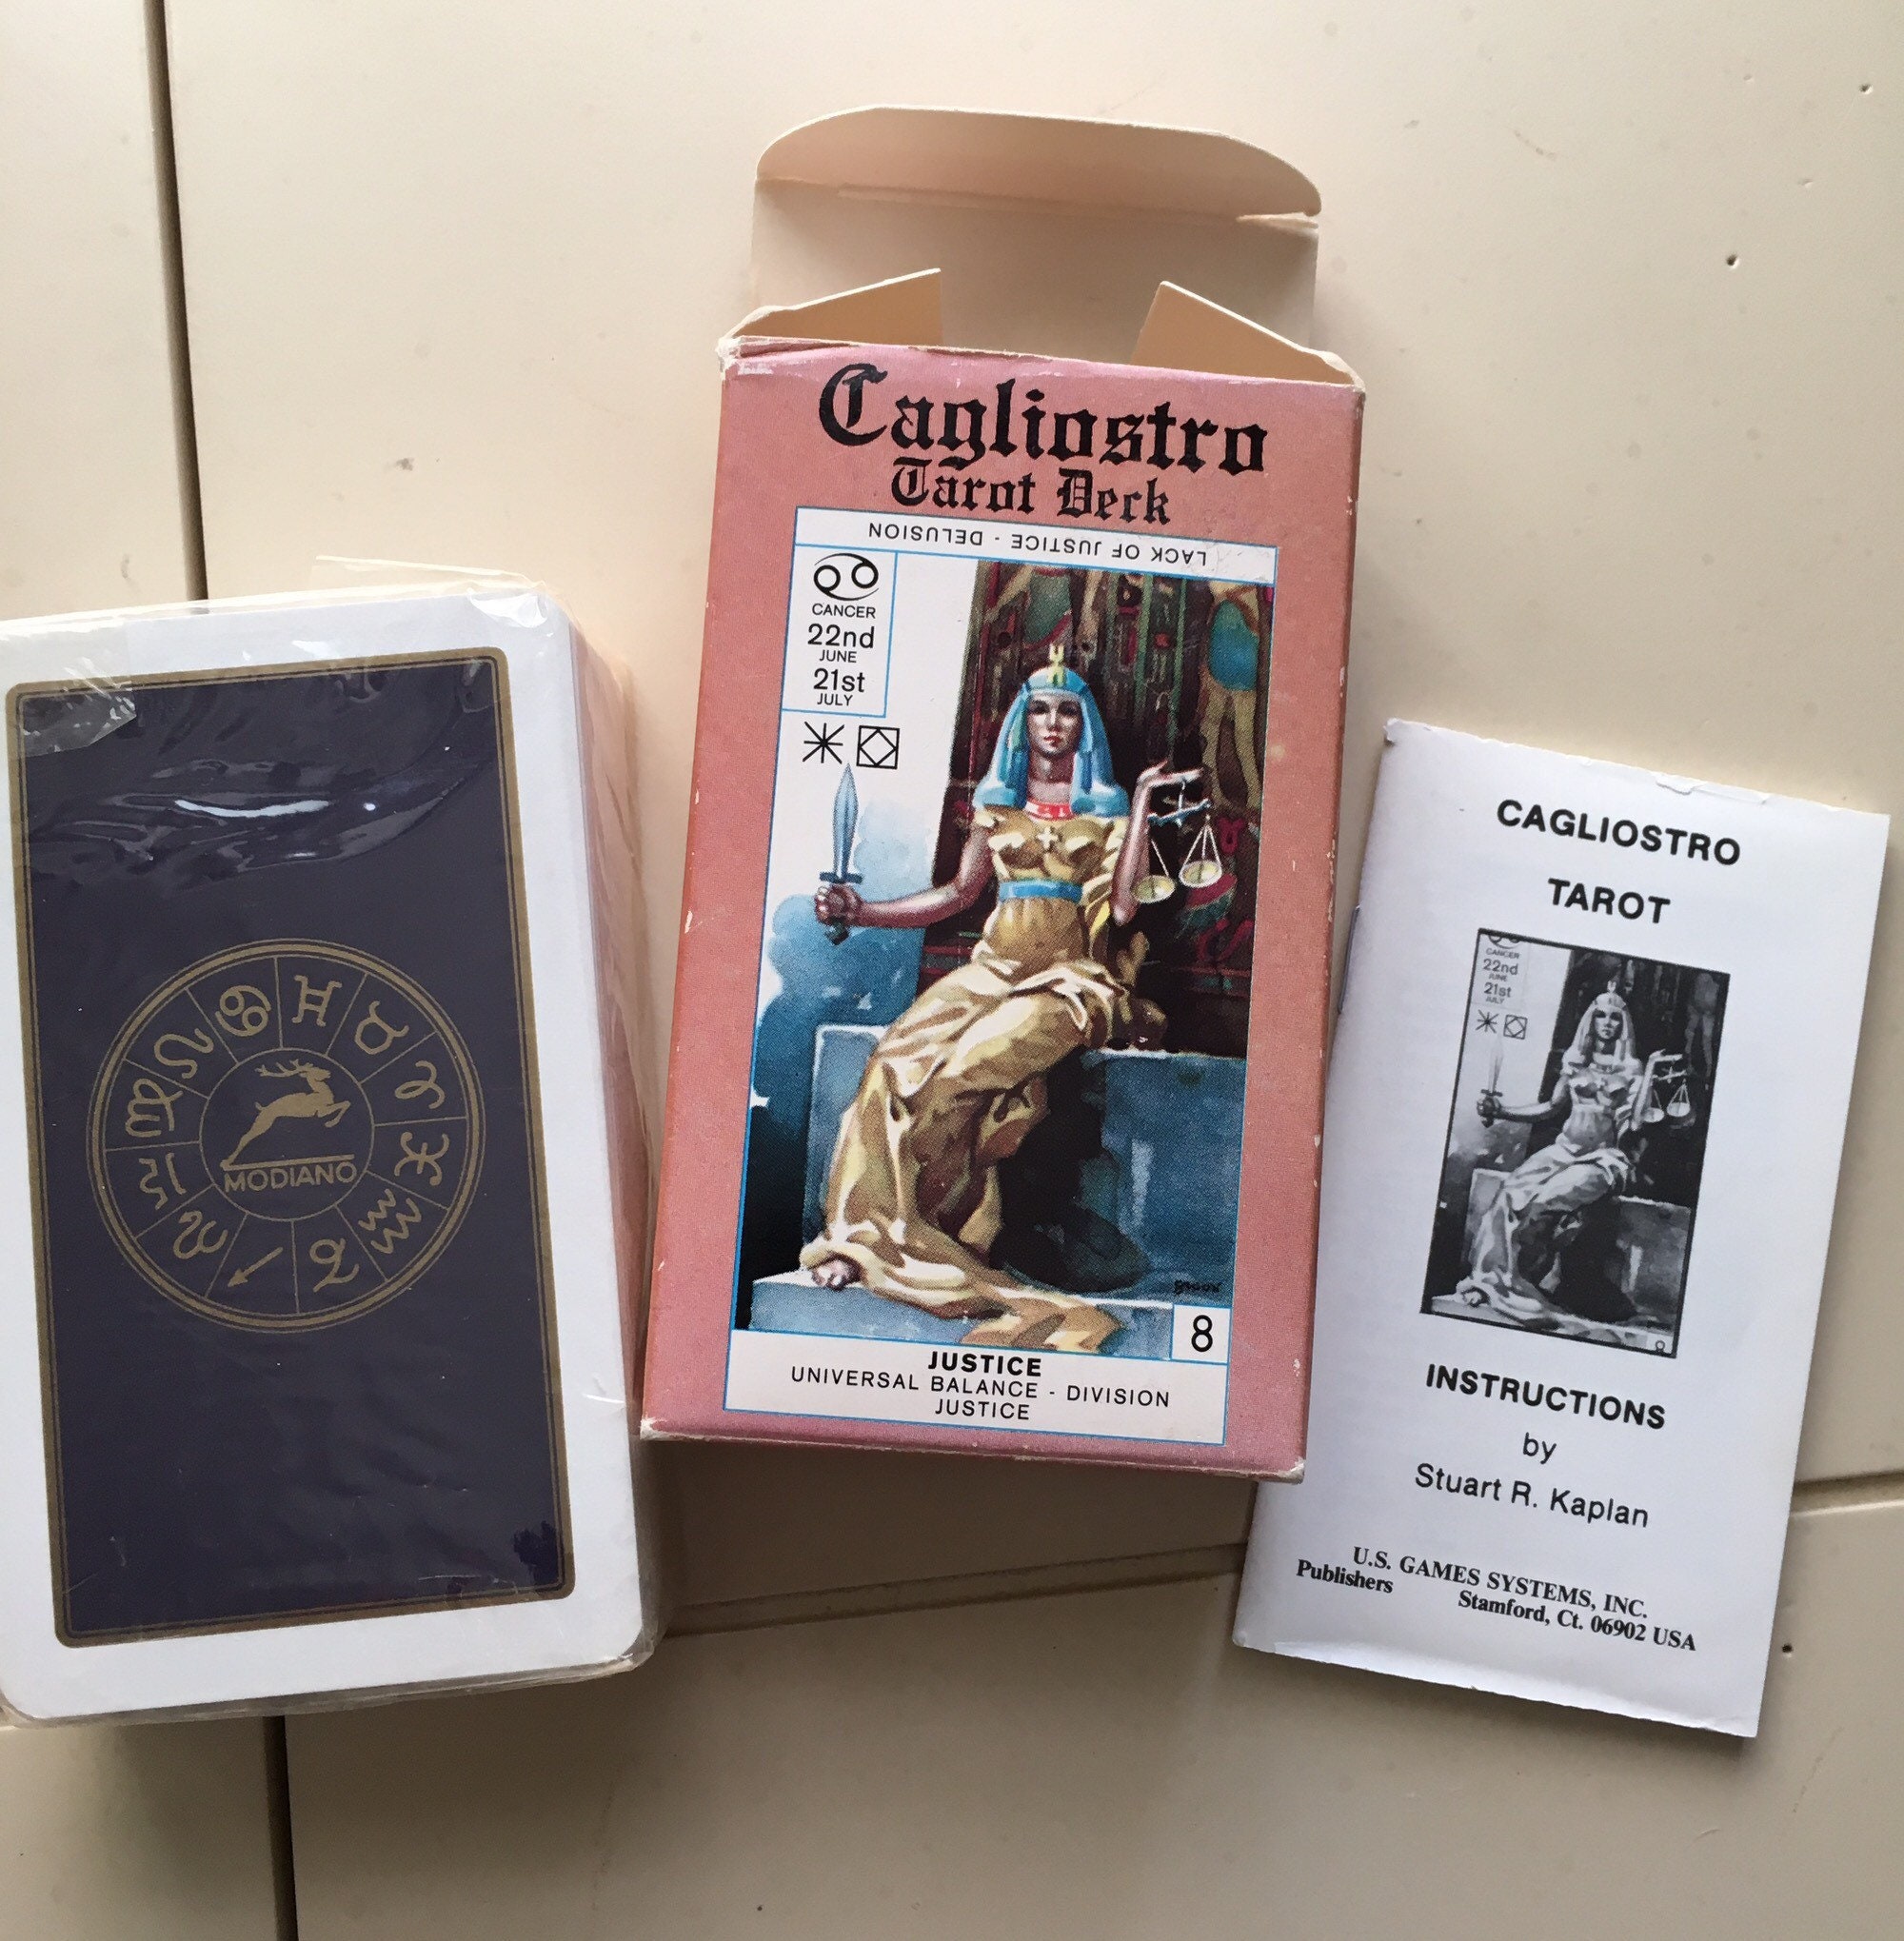 MODIANO
Cagliostro
Tarot Deck
LACK OF JUSTICE - DELUSION
CANCER
22nd
JUNE
21st
JULY
8
JUSTICE
UNIVERSAL BALANCE - DIVISION
JUSTICE
CAGLIOSTRO
TAROT
CANCER
22nd
JUNE
21st
JULY
INSTRUCTIONS
by
Stuart R. Kaplan
U.S. GAMES SYSTEMS, INC.
Publishers Stamford, Ct. 06902 USA